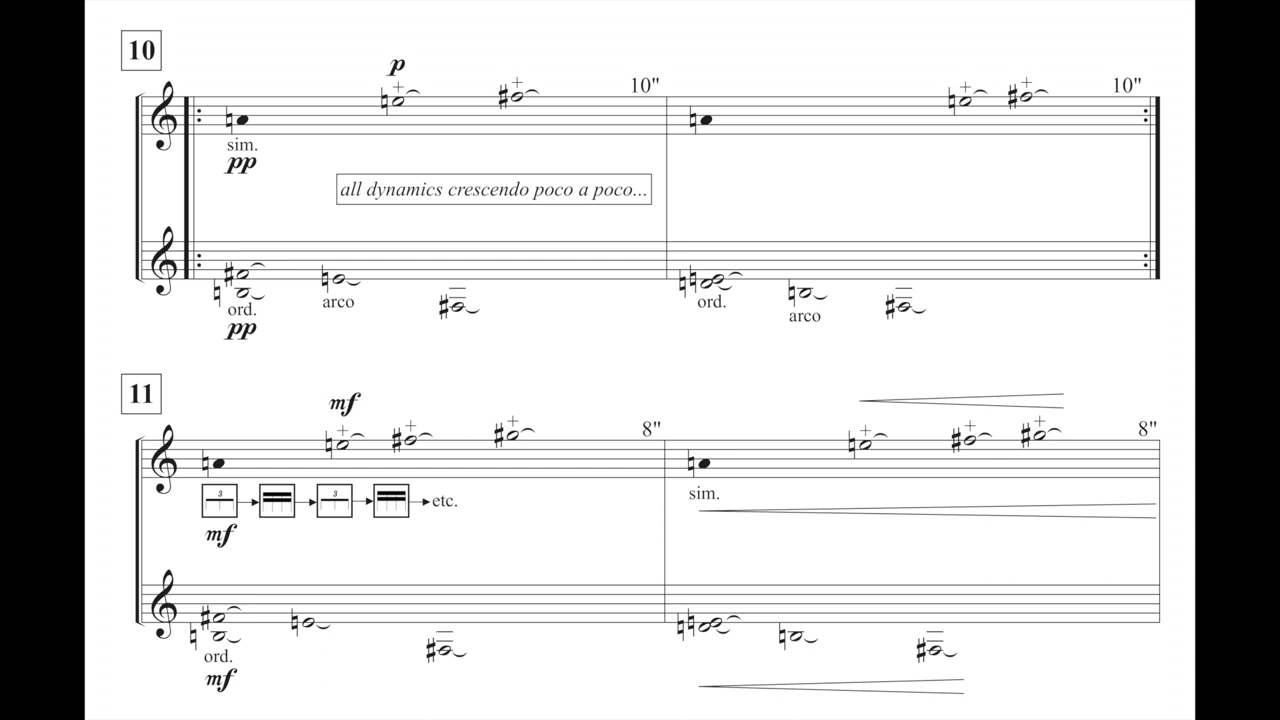 10
p
+ + 10" + + 10"
sim.
pp
all dynamics crescendo poco a poco...
ord. arco ord. arco
pp
11
mf
+ + + 8" + + + 8"
3 3 etc. sim.
mf
ord.
mf